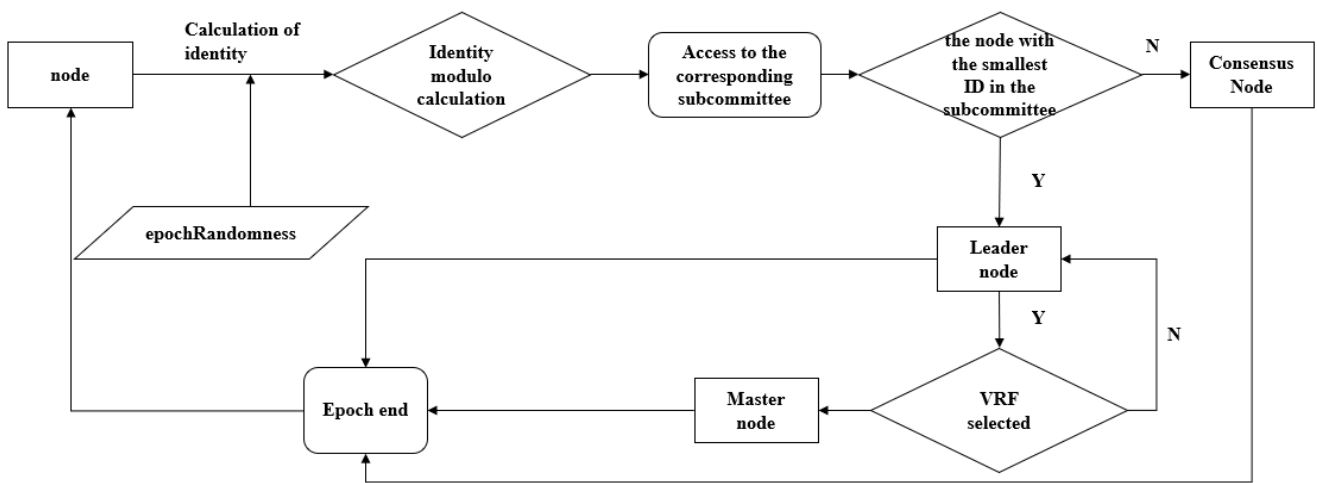 Calculation of
identity
node
Identity
modulo
calculation
Access to the
corresponding
subcommittee
the node with
the smallest
ID in the
subcommittee
N
Consensus
Node
Y
epochRandomness
Leader
node
Y
N
Epoch end
Master
node
VRF
selected